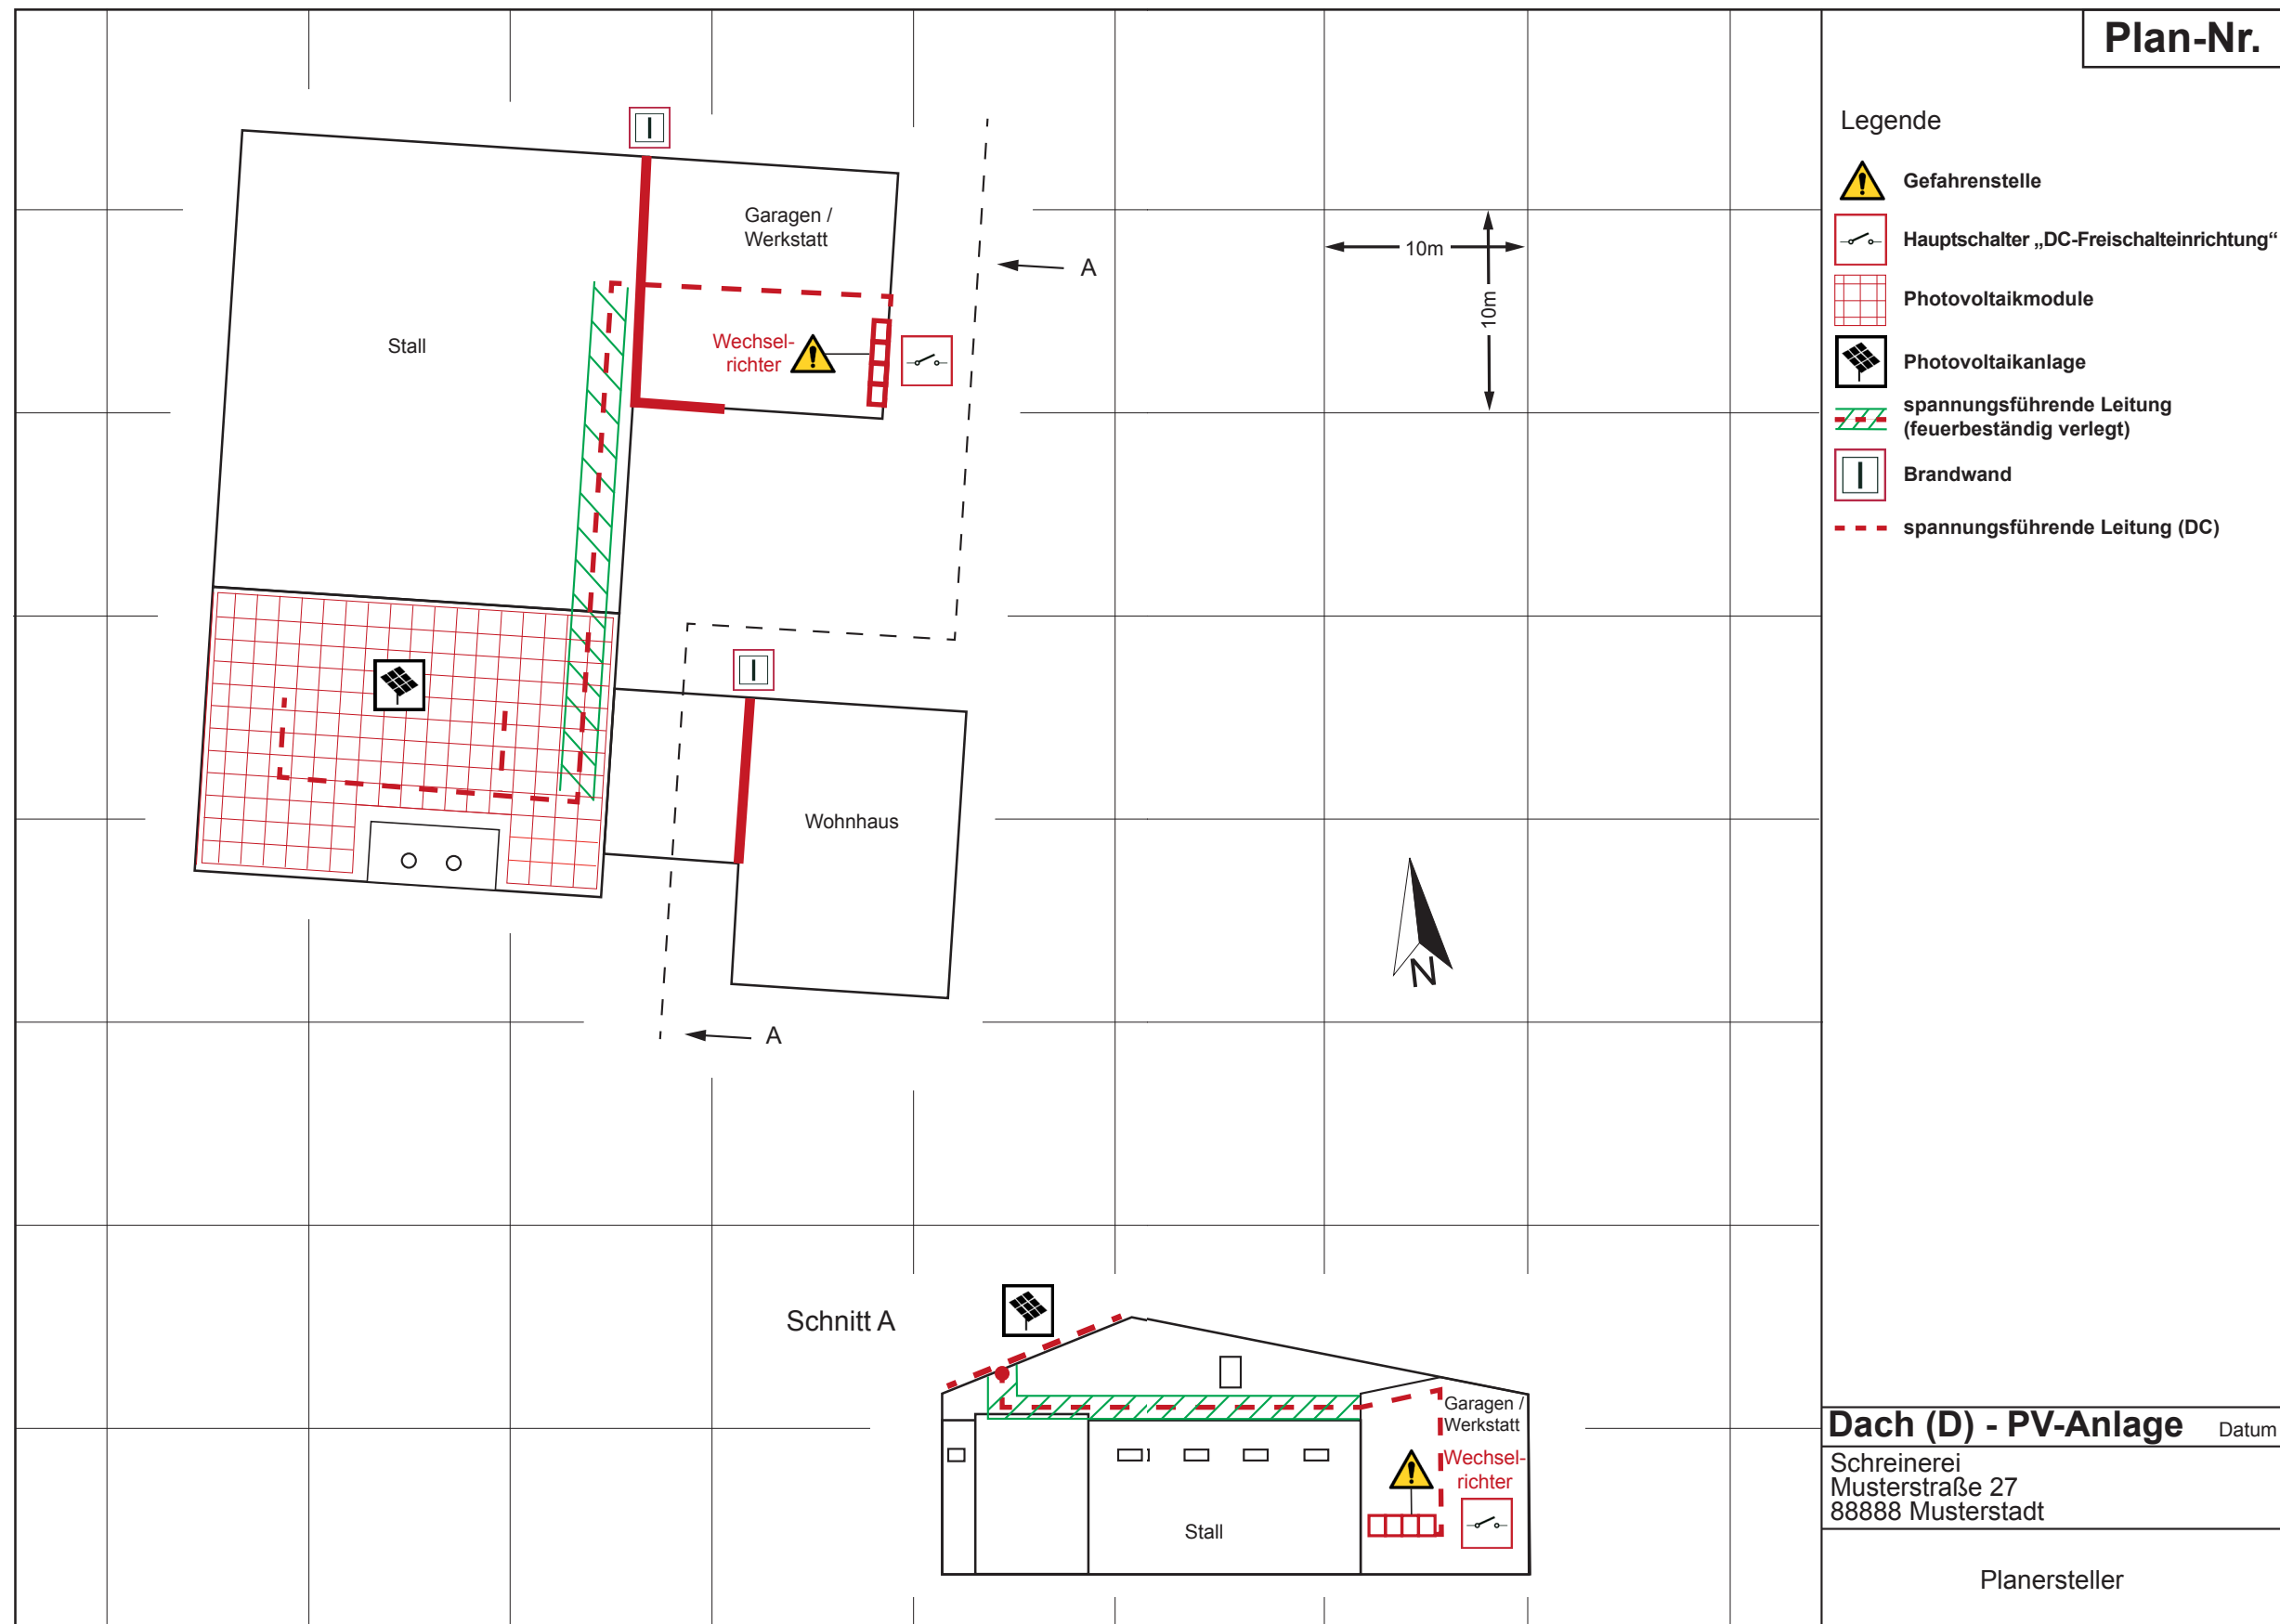 Plan-Nr.
Legende
Gefahrenstelle
Hauptschalter „DC-Freischalteinrichtung“
Photovoltaikmodule
Photovoltaikanlage
spannungsführende Leitung
(feuerbeständig verlegt)
Brandwand
spannungsführende Leitung (DC)
Garagen /
Werkstatt
A
10m
10m
Stall
Wechsel-
richter
Wohnhaus
N
A
Schnitt A
Garagen /
Werkstatt
Wechsel-
richter
Stall
Dach (D) - PV-Anlage Datum
Schreinerei
Musterstraße 27
88888 Musterstadt
Planersteller